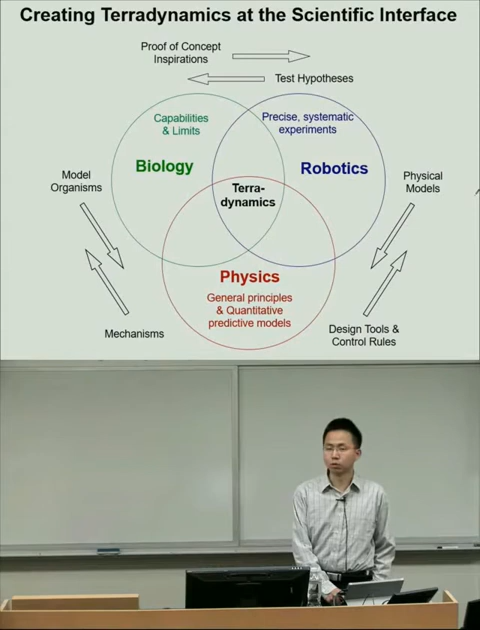 Creating Terradynamics at the Scientific Interface
Proof of Concept
Inspirations
Test Hypotheses
Capabilities
& Limits
Precise, systematic
experiments
Biology
Robotics
Model
Organisms
Terra-
dynamics
Physical
Models
Physics
General principles
& Quantitative
predictive models
Mechanisms
Design Tools &
Control Rules